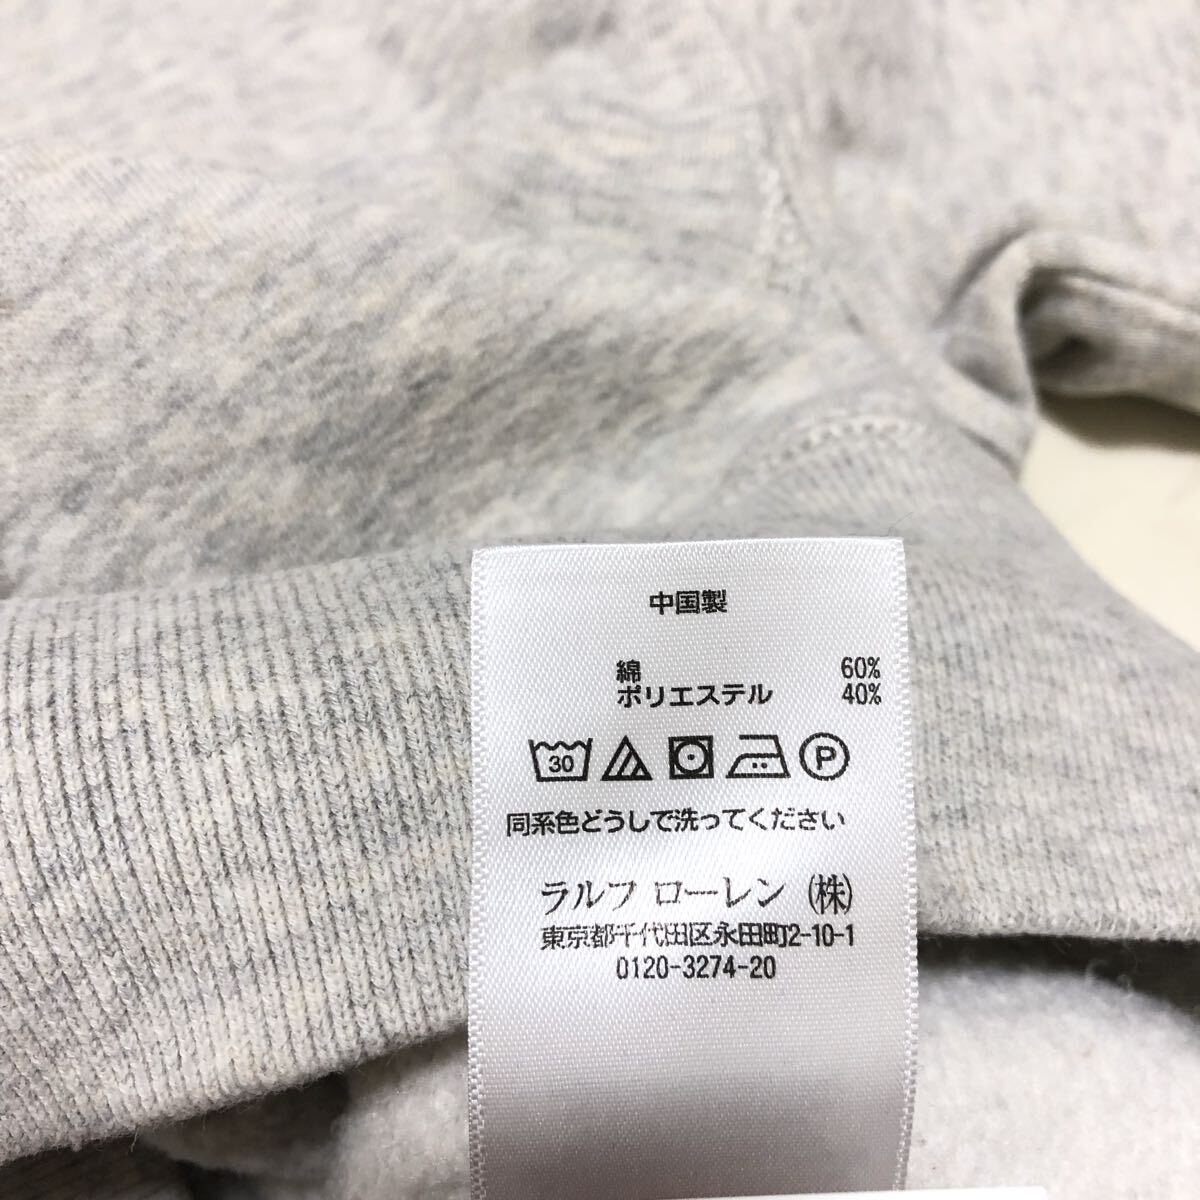 中国製
綿 60%
ポリエステル 40%
30 P
同系色どうしで洗ってください
ラルフ ローレン (株)
東京都千代田区永田町2-10-1
0120-3274-20